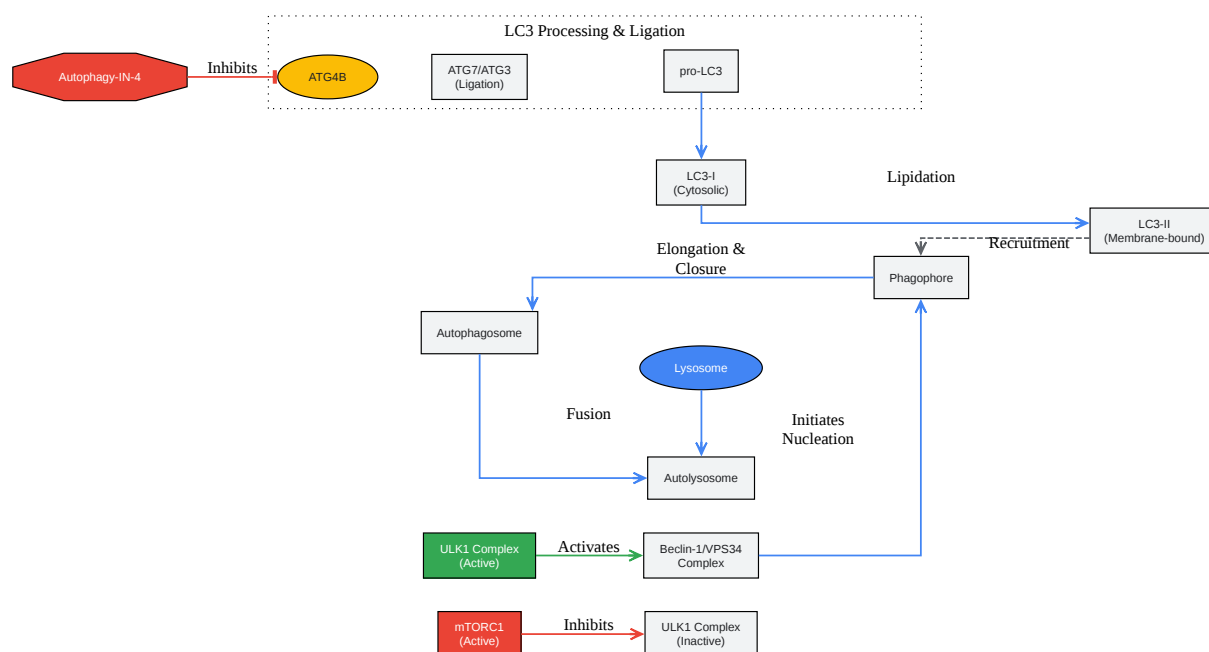 LC3 Processing & Ligation
Autophagy-IN-4
Inhibits
ATG4B
ATG7/ATG3
(Ligation)
pro-LC3
LC3-I
(Cytosolic)
Lipidation
LC3-II
(Membrane-bound)
Recruitment
Elongation &
Closure
Phagophore
Autophagosome
Lysosome
Fusion
Initiates
Nucleation
Autolysosome
ULK1 Complex
(Active)
Activates
Beclin-1/VPS34
Complex
mTORC1
(Active)
Inhibits
ULK1 Complex
(Inactive)